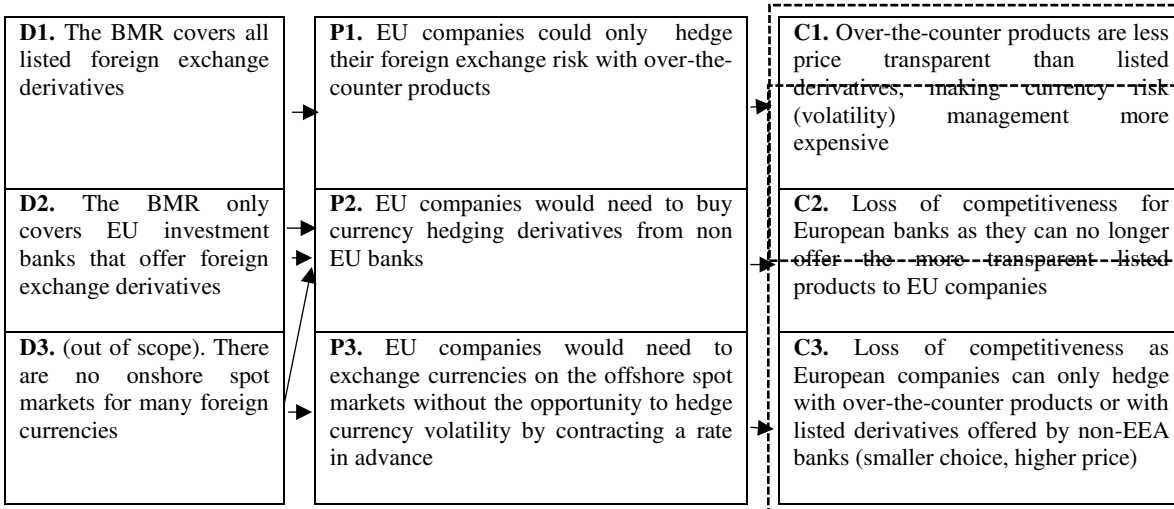 D1. The BMR covers all
listed foreign exchange
derivatives
P1. EU companies could only hedge
their foreign exchange risk with over-the-
counter products
C1. Over-the-counter products are less
price transparent than listed
derivatives, making currency risk
(volatility) management more
expensive
D2. The BMR only
covers EU investment
banks that offer foreign
exchange derivatives
P2. EU companies would need to buy
currency hedging derivatives from non
EU banks
C2. Loss of competitiveness for
European banks as they can no longer
offer the more transparent listed
products to EU companies
D3. (out of scope). There
are no onshore spot
markets for many foreign
currencies
P3. EU companies would need to
exchange currencies on the offshore spot
markets without the opportunity to hedge
currency volatility by contracting a rate
in advance
C3. Loss of competitiveness as
European companies can only hedge
with over-the-counter products or with
listed derivatives offered by non-EEA
banks (smaller choice, higher price)